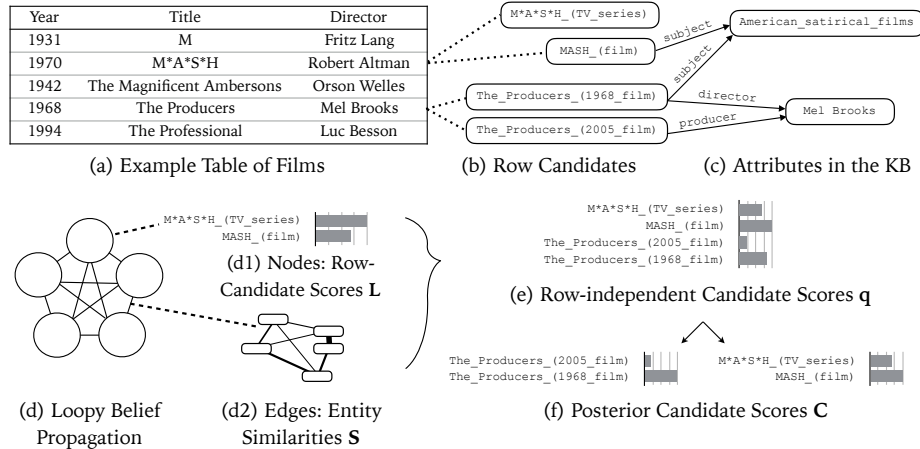 Year Title Director
1931 M Fritz Lang
1970 M*A*S*H Robert Altman
1942 The Magnificent Ambersons Orson Welles
1968 The Producers Mel Brooks
1994 The Professional Luc Besson
(a) Example Table of Films
M*A*S*H_(TV_series)
MASH_(film)
The_Producers_(1968_film)
The_Producers_(2005_film)
(b) Row Candidates
subject
subject
director
producer
American_satirical_films
Mel Brooks
(c) Attributes in the KB
(d) Loopy Belief
Propagation
M*A*S*H_(TV_series)
MASH_(film)
(d1) Nodes: Row-
Candidate Scores L
(d2) Edges: Entity
Similarities S
M*A*S*H_(TV_series)
MASH_(film)
The_Producers_(2005_film)
The_Producers_(1968_film)
(e) Row-independent Candidate Scores q
The_Producers_(2005_film)
The_Producers_(1968_film)
M*A*S*H_(TV_series)
MASH_(film)
(f) Posterior Candidate Scores C